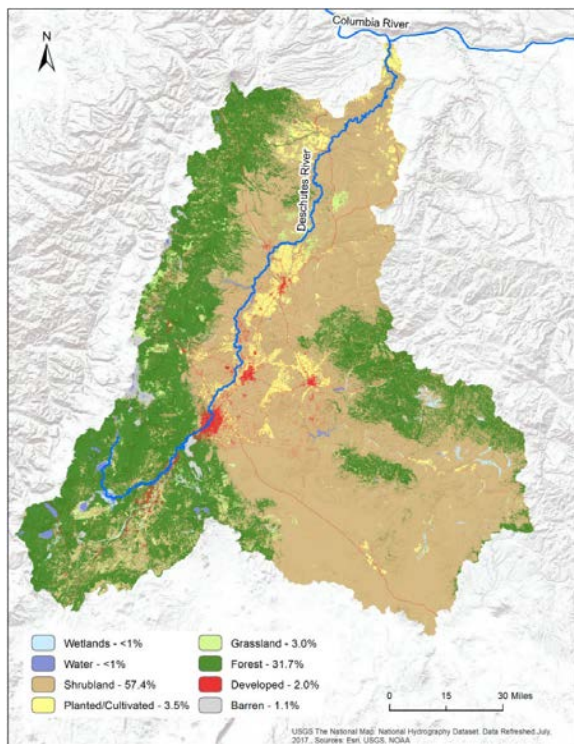 Columbia River
N
Deschutes River
Wetlands - <1%
Water - <1%
Shrubland - 57.4%
Planted/Cultivated - 3.5%
Grassland - 3.0%
Forest - 31.7%
Developed - 2.0%
Barren - 1.1%
0 15 30 Miles
USGS The National Map: National Hydrography Dataset. Data Refreshed July,
2017., Sources: Esri, USGS, NOAA